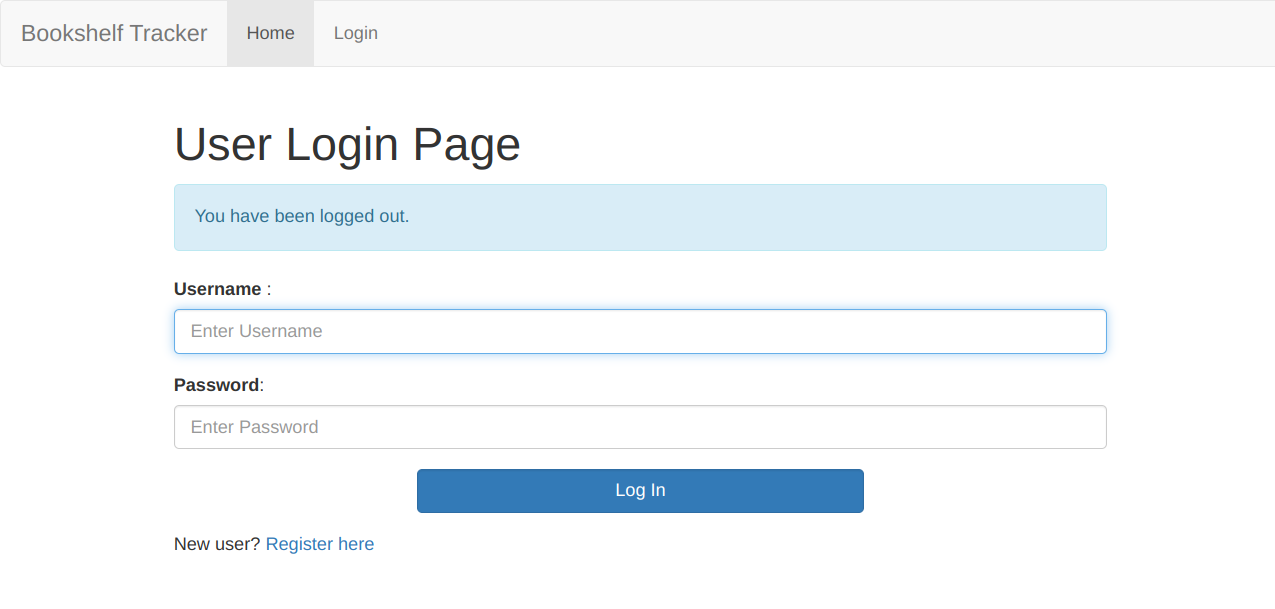 Bookshelf Tracker Home Login
User Login Page
You have been logged out.
Username :
Enter Username
Password:
Enter Password
Log In
New user? Register here